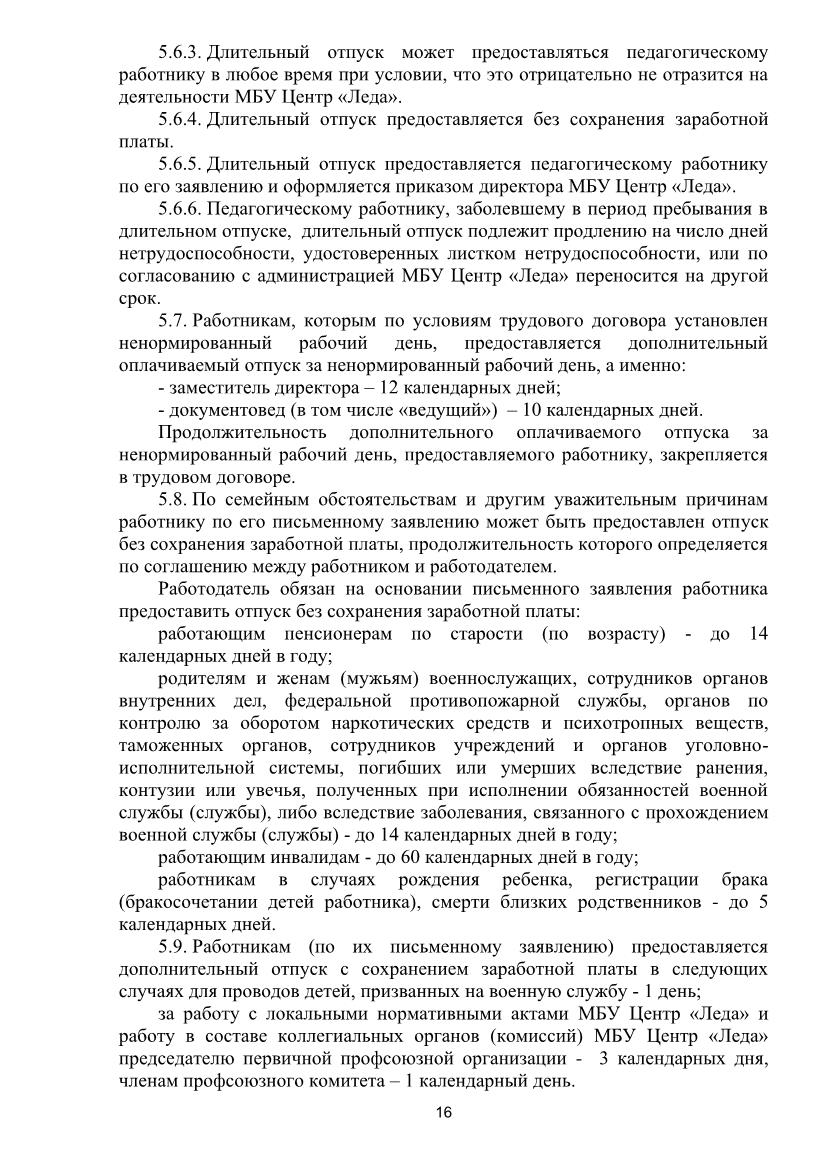 5.6.3. Длительный отпуск может предоставляться педагогическому
работнику в любое время при условии, что это отрицательно не отразится на
деятельности МБУ Центр «Леда».
5.6.4. Длительный отпуск предоставляется без сохранения заработной
платы.
5.6.5. Длительный отпуск предоставляется педагогическому работнику
по его заявлению и оформляется приказом директора МБУ Центр «Леда».
5.6.6. Педагогическому работнику, заболевшему в период пребывания в
длительном отпуске, длительный отпуск подлежит продлению на число дней
нетрудоспособности, удостоверенных листком нетрудоспособности, или по
согласованию с администрацией МБУ Центр «Леда» переносится на другой
срок.
5.7. Работникам, которым по условиям трудового договора установлен
ненормированный рабочий день, предоставляется дополнительный
оплачиваемый отпуск за ненормированный рабочий день, а именно:
- заместитель директора – 12 календарных дней;
- документовед (в том числе «ведущий») – 10 календарных дней.
Продолжительность дополнительного оплачиваемого отпуска за
ненормированный рабочий день, предоставляемого работнику, закрепляется
в трудовом договоре.
5.8. По семейным обстоятельствам и другим уважительным причинам
работнику по его письменному заявлению может быть предоставлен отпуск
без сохранения заработной платы, продолжительность которого определяется
по соглашению между работником и работодателем.
Работодатель обязан на основании письменного заявления работника
предоставить отпуск без сохранения заработной платы:
работающим пенсионерам по старости (по возрасту) - до 14
календарных дней в году;
родителям и женам (мужьям) военнослужащих, сотрудников органов
внутренних дел, федеральной противопожарной службы, органов по
контролю за оборотом наркотических средств и психотропных веществ,
таможенных органов, сотрудников учреждений и органов уголовно-
исполнительной системы, погибших или умерших вследствие ранения,
контузии или увечья, полученных при исполнении обязанностей военной
службы (службы), либо вследствие заболевания, связанного с прохождением
военной службы (службы) - до 14 календарных дней в году;
работающим инвалидам - до 60 календарных дней в году;
работникам в случаях рождения ребенка, регистрации брака
(бракосочетании детей работника), смерти близких родственников - до 5
календарных дней.
5.9. Работникам (по их письменному заявлению) предоставляется
дополнительный отпуск с сохранением заработной платы в следующих
случаях для проводов детей, призванных на военную службу - 1 день;
за работу с локальными нормативными актами МБУ Центр «Леда» и
работу в составе коллегиальных органов (комиссий) МБУ Центр «Леда»
председателю первичной профсоюзной организации - 3 календарных дня,
членам профсоюзного комитета – 1 календарный день.
16